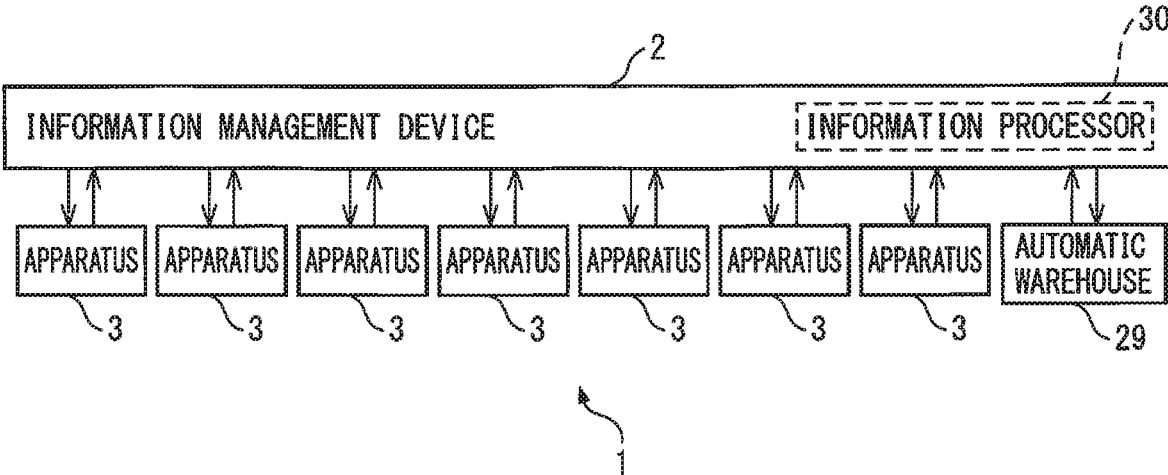 30
2
INFORMATION MANAGEMENT DEVICE
INFORMATION PROCESSOR
APPARATUS
APPARATUS
APPARATUS
APPARATUS
APPARATUS
APPARATUS
APPARATUS
AUTOMATIC
WAREHOUSE
3
3
3
3
3
3
3
29
1